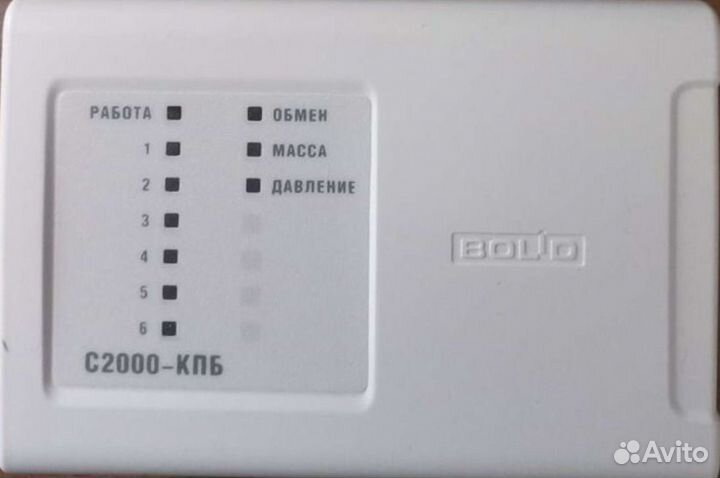 РАБОТА ОБМЕН
1 МАССА
2 ДАВЛЕНИЕ
3
4
5
6
С2000-КПБ
BOLID
Avito